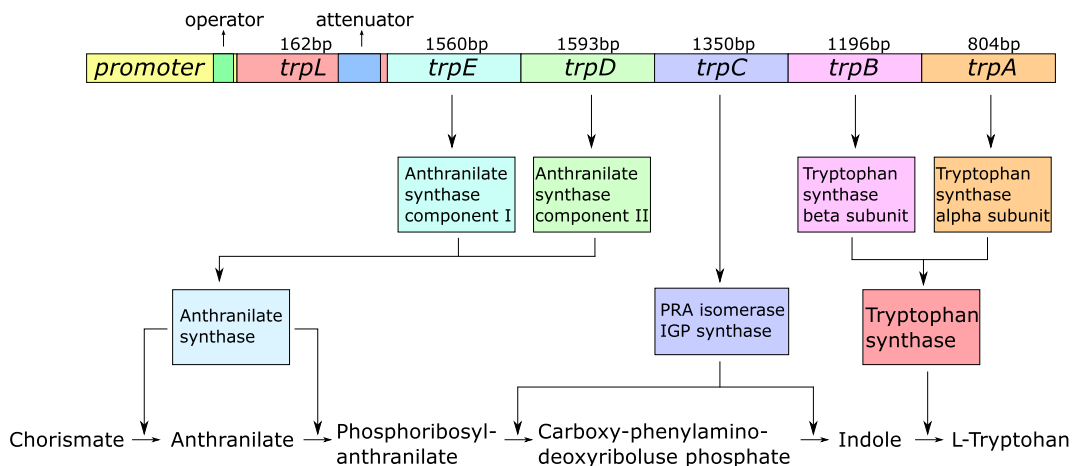 operator
attenuator
162bp
1560bp
1593bp
1350bp
1196bp
804bp
promoter
trpL
trpE
trpD
trpC
trpB
trpA
Anthranilate
synthase
component I
Anthranilate
synthase
component II
Tryptophan
synthase
beta subunit
Tryptophan
synthase
alpha subunit
Anthranilate
synthase
PRA isomerase
IGP synthase
Tryptophan
synthase
Chorismate
Anthranilate
Phosphoribosyl-
anthranilate
Carboxy-phenylamino-
deoxyriboluse phosphate
Indole
L-Tryptohan